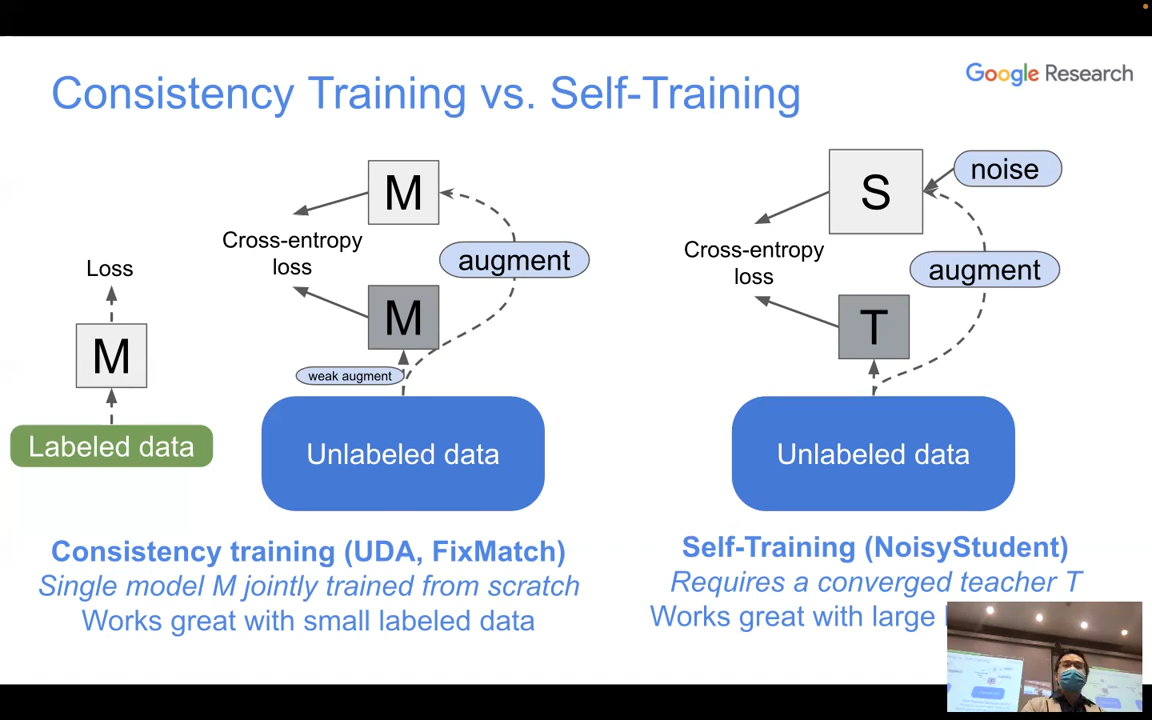 Consistency Training vs. Self-Training
Google Research
M
Cross-entropy
loss
augment
M
weak augment
Loss
M
Labeled data
Unlabeled data
Consistency training (UDA, FixMatch)
Single model M jointly trained from scratch
Works great with small labeled data
S
noise
Cross-entropy
loss
augment
T
Unlabeled data
Self-Training (NoisyStudent)
Requires a converged teacher T
Works great with large